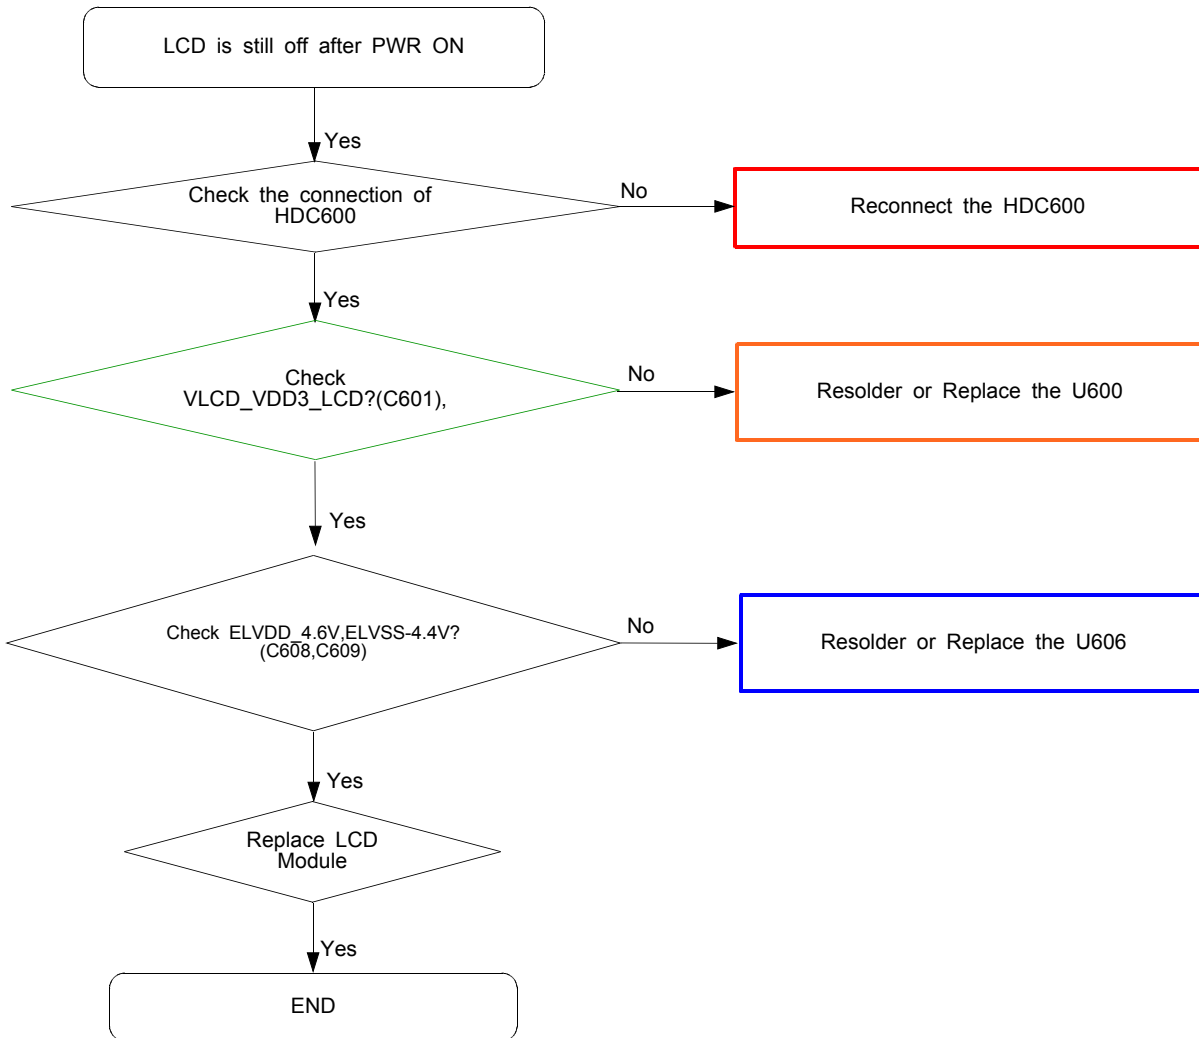 LCD is still off after PWR ON
Yes
Check the connection of
HDC600
No
Reconnect the HDC600
Yes
Check
VLCD_VDD3_LCD?(C601),
No
Resolder or Replace the U600
Yes
Check ELVDD_4.6V,ELVSS-4.4V?
(C608,C609)
No
Resolder or Replace the U606
Yes
Replace LCD
Module
Yes
END